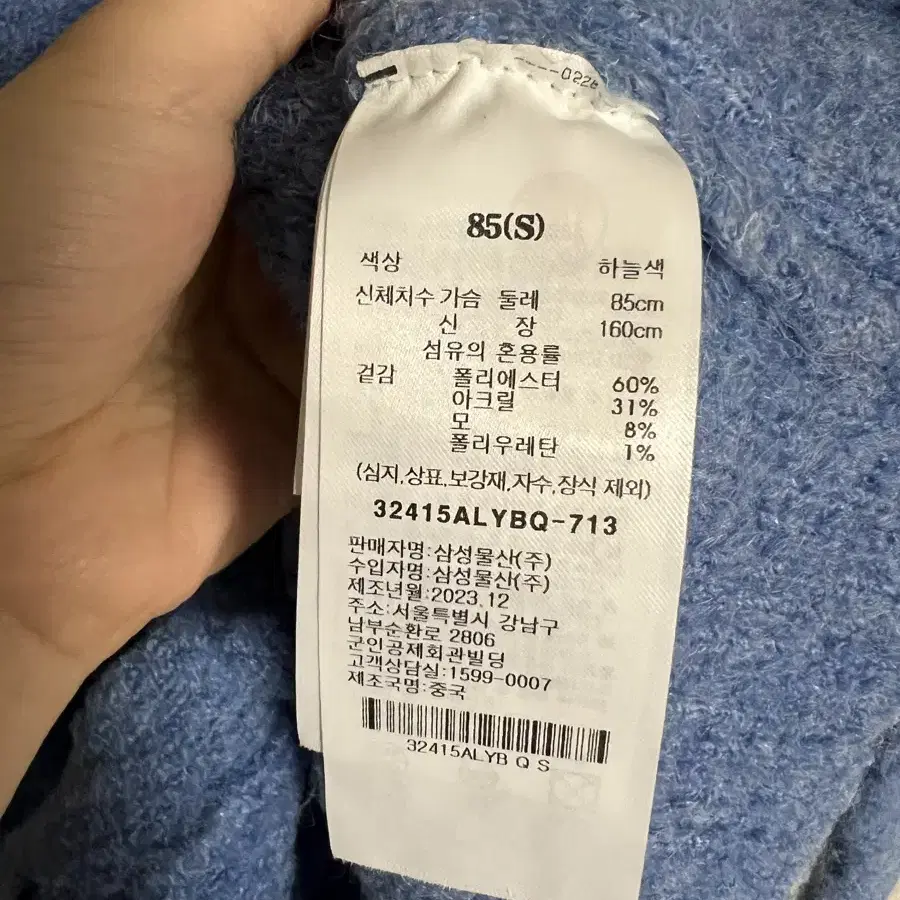 ----0228
85(S)
색상 하늘색
신체치수 가슴 둘레 85cm
신 장 160cm
섬유의 혼용률
겉감 폴리에스터 60%
아크릴 31%
모 8%
폴리우레탄 1%
(심지,상표,보강재,자수,장식 제외)
32415ALYBQ-713
판매자명:삼성물산(주)
수입자명:삼성물산(주)
제조년월:2023.12
주소:서울특별시 강남구
남부순환로 2806
군인공제회관빌딩
고객상담실:1599-0007
제조국명:중국
32415ALYB Q S